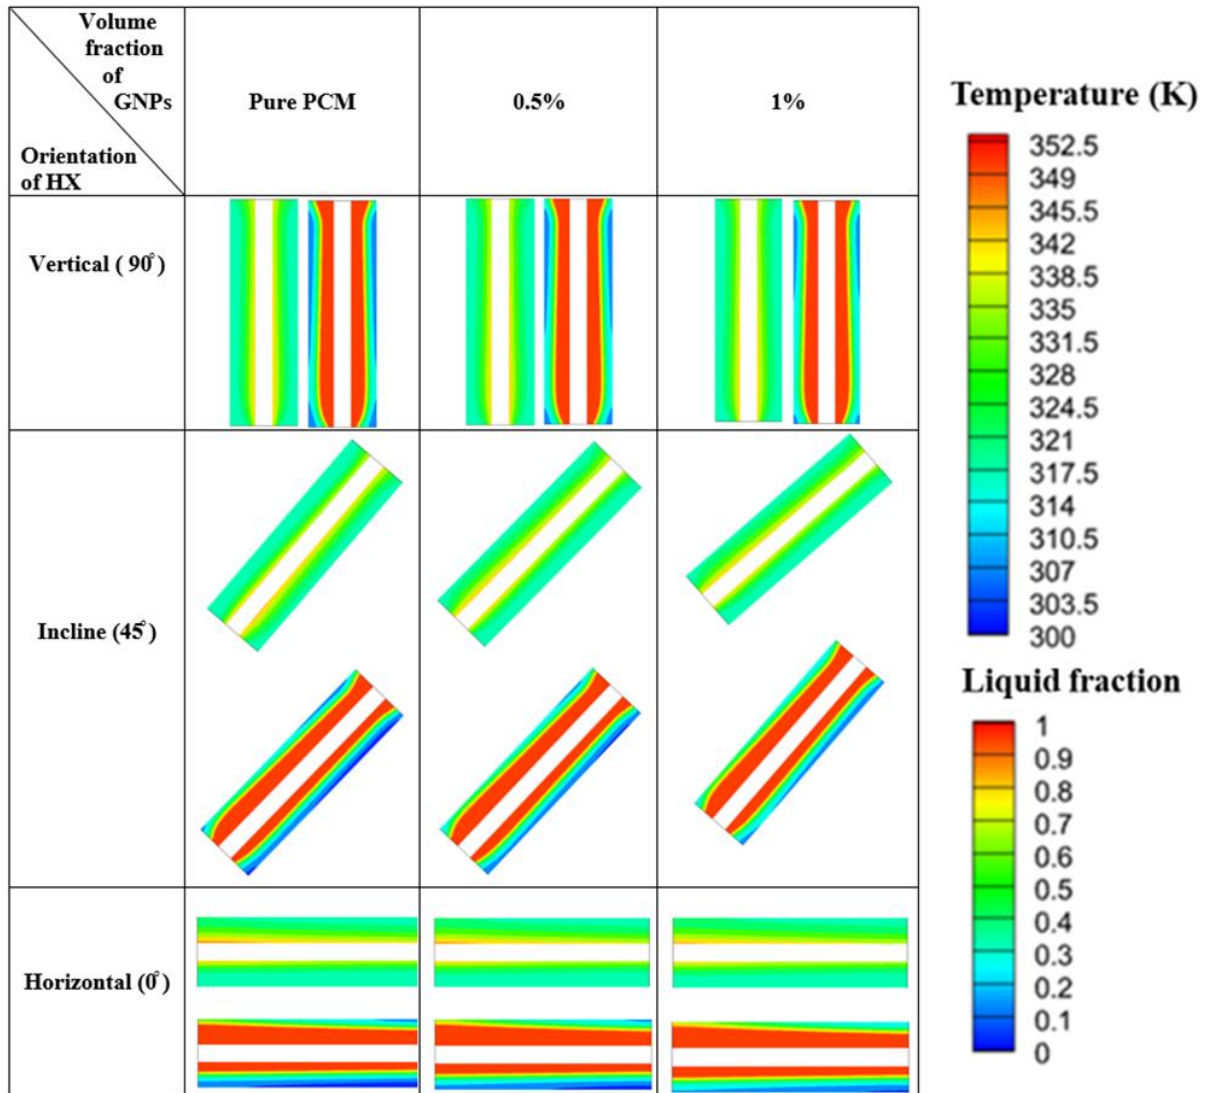 Volume
fraction
of
GNPs
Orientation
of HX
Pure PCM
0.5%
1%
Vertical ( 90°)
Incline (45°)
Horizontal (0°)
Temperature (K)
352.5
349
345.5
342
338.5
335
331.5
328
324.5
321
317.5
314
310.5
307
303.5
300
Liquid fraction
1
0.9
0.8
0.7
0.6
0.5
0.4
0.3
0.2
0.1
0